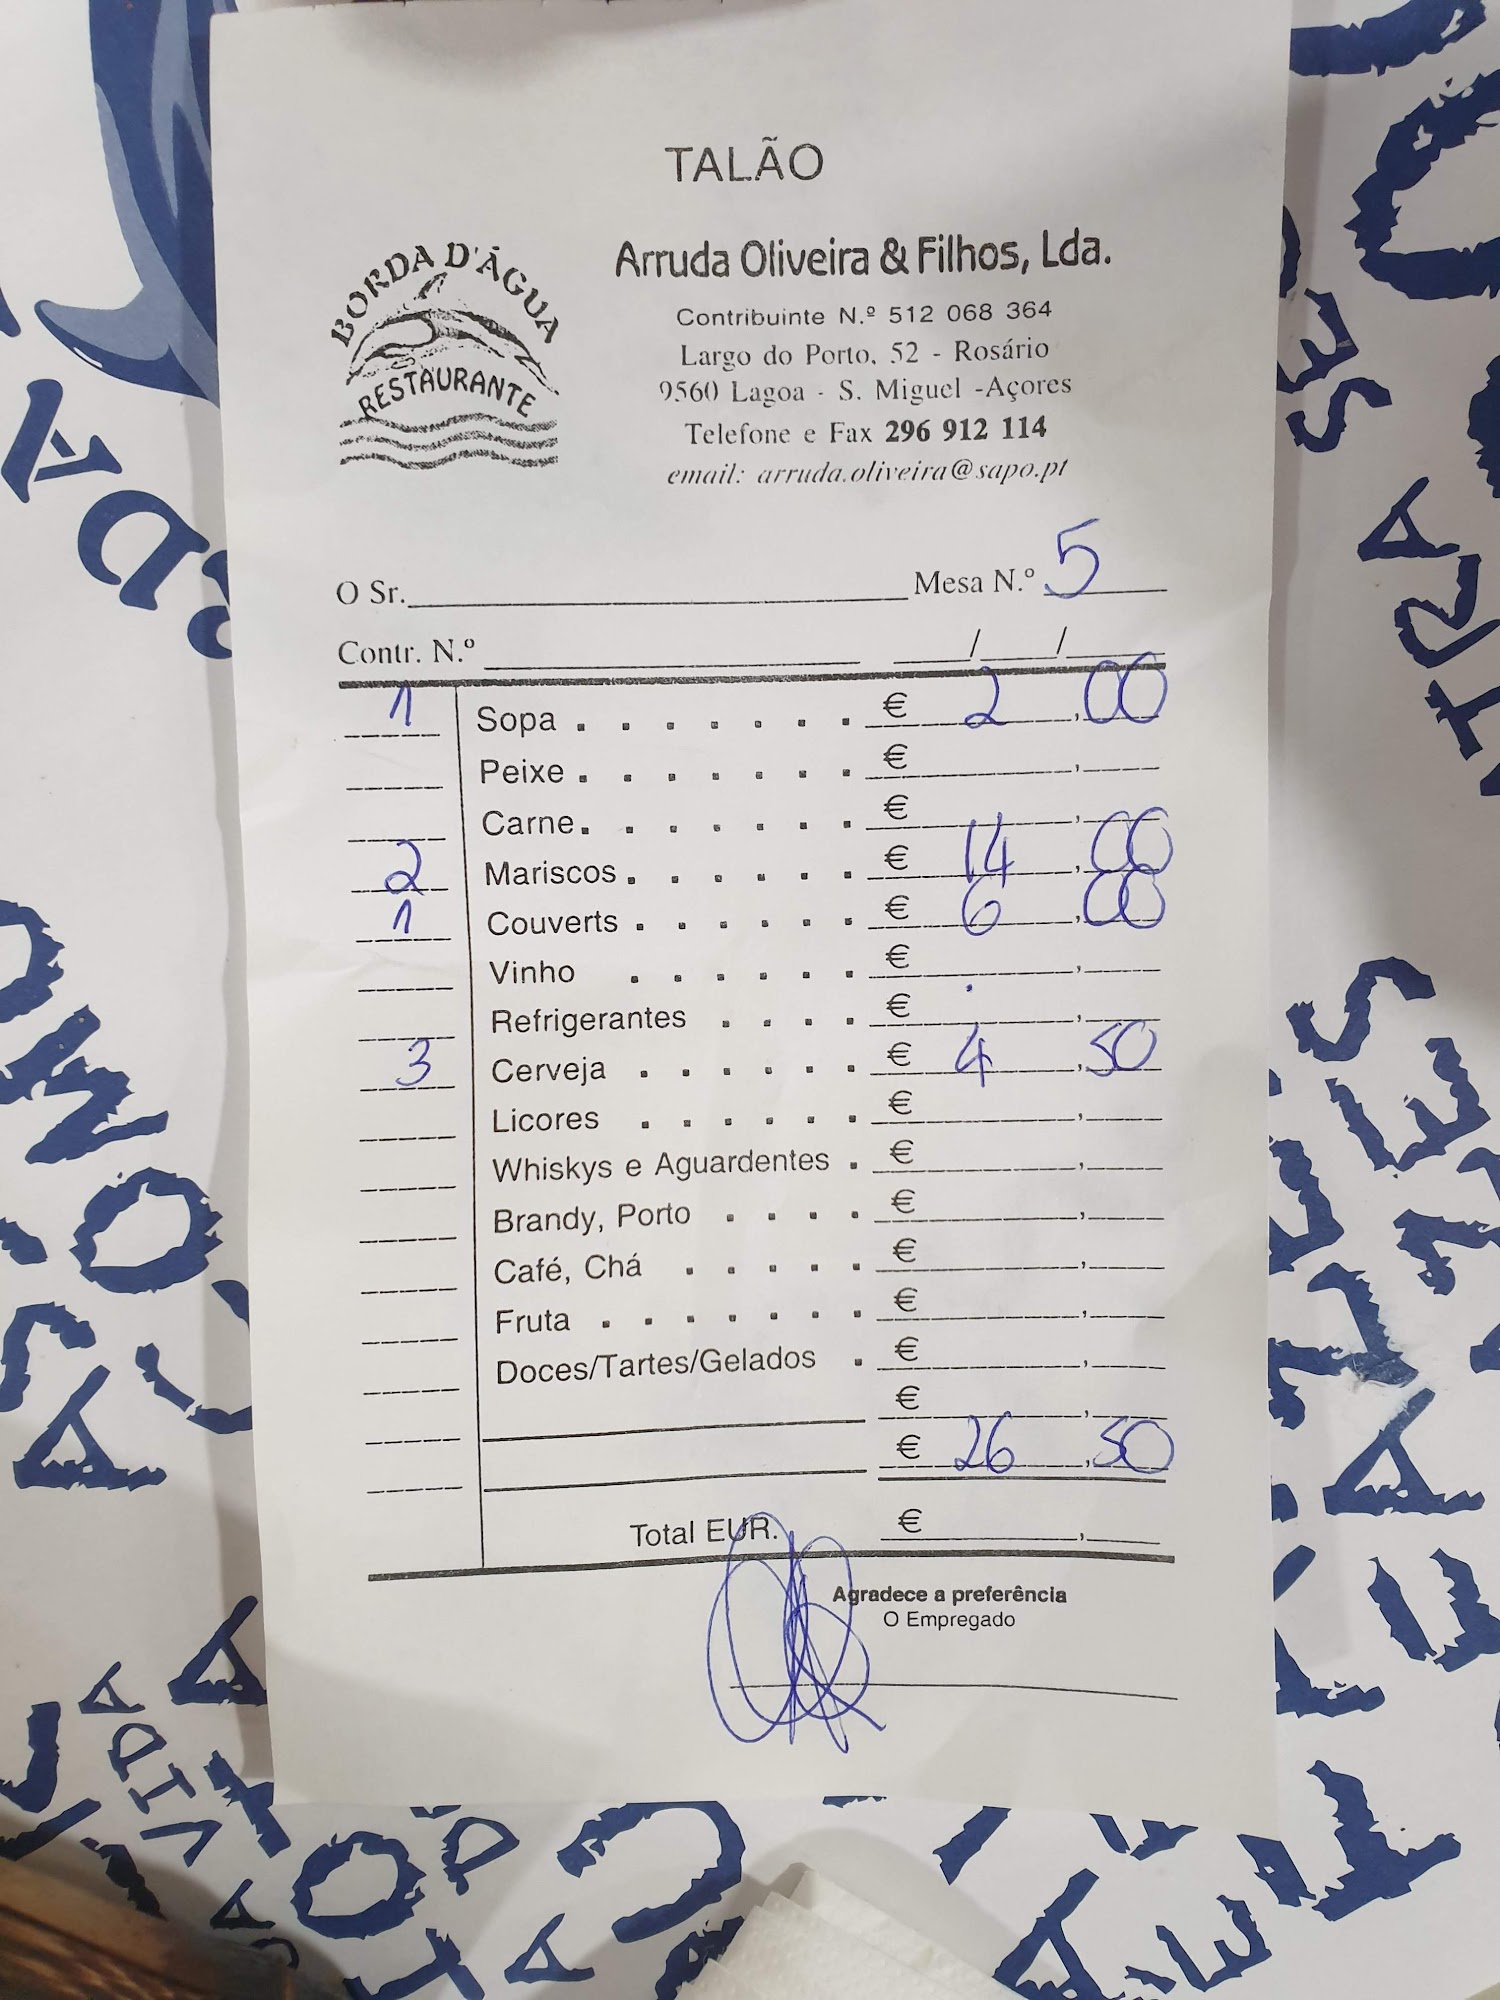 TALÃO
BORDA D'ÁGUA
RESTAURANTE
Arruda Oliveira & Filhos, Lda.
Contribuinte N.º 512 068 364
Largo do Porto, 52 - Rosário
9560 Lagoa - S. Miguel -Açores
Telefone e Fax 296 912 114
email: arruda.oliveira@sapo.pt
O Sr. Mesa N.º 5
Contr. N.º / /
1 Sopa . . . . . . . € 2,00
Peixe . . . . . . . € ,
Carne . . . . . . . € ,
2 Mariscos . . . . . . € 14,00
1 Couverts . . . . . . € 6,00
Vinho . . . . . . € ,
Refrigerantes . . . . € ,
3 Cerveja . . . . . . € 4,50
Licores . . . . . . € ,
Whiskys e Aguardentes . € ,
Brandy, Porto . . . . € ,
Café, Chá . . . . . € ,
Fruta . . . . . . . € ,
Doces/Tartes/Gelados . € ,
€ ,
€ 26,50
Total EUR. € ,
Agradece a preferência
O Empregado
VIDA